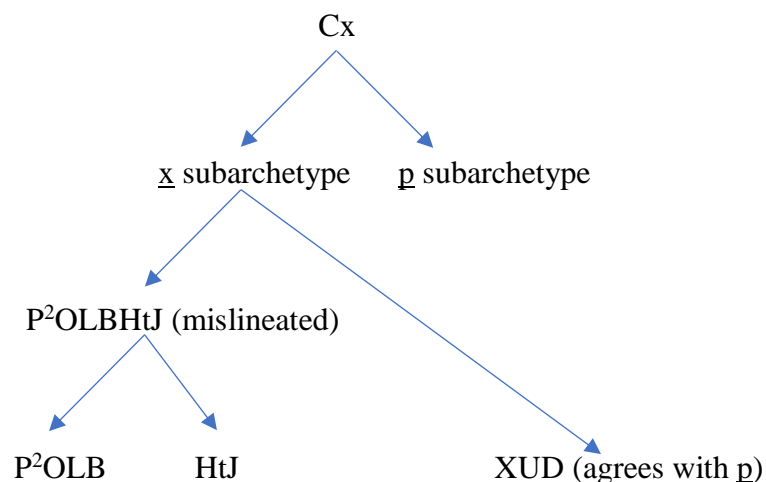 Cx
x subarchetype p subarchetype
P²OLBHtJ (mislineated)
P²OLB HtJ XUD (agrees with p)